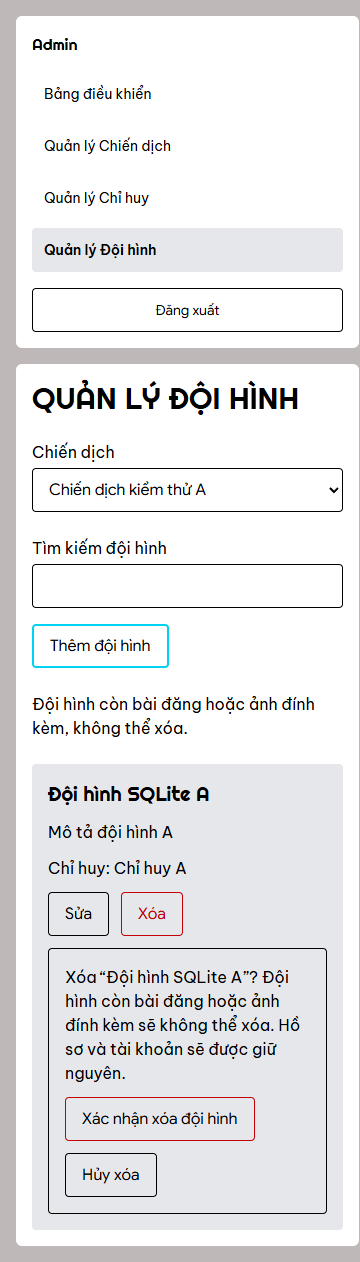 Admin
Bảng điều khiển
Quản lý Chiến dịch
Quản lý Chỉ huy
Quản lý Đội hình
Đăng xuất
QUẢN LÝ ĐỘI HÌNH
Chiến dịch
Chiến dịch kiểm thử A
Tìm kiếm đội hình
Thêm đội hình
Đội hình còn bài đăng hoặc ảnh đính
kèm, không thể xóa.
Đội hình SQLite A
Mô tả đội hình A
Chỉ huy: Chỉ huy A
Sửa
Xóa
Xóa “Đội hình SQLite A”? Đội
hình còn bài đăng hoặc ảnh
đính kèm sẽ không thể xóa. Hồ
sơ và tài khoản sẽ được giữ
nguyên.
Xác nhận xóa đội hình
Hủy xóa